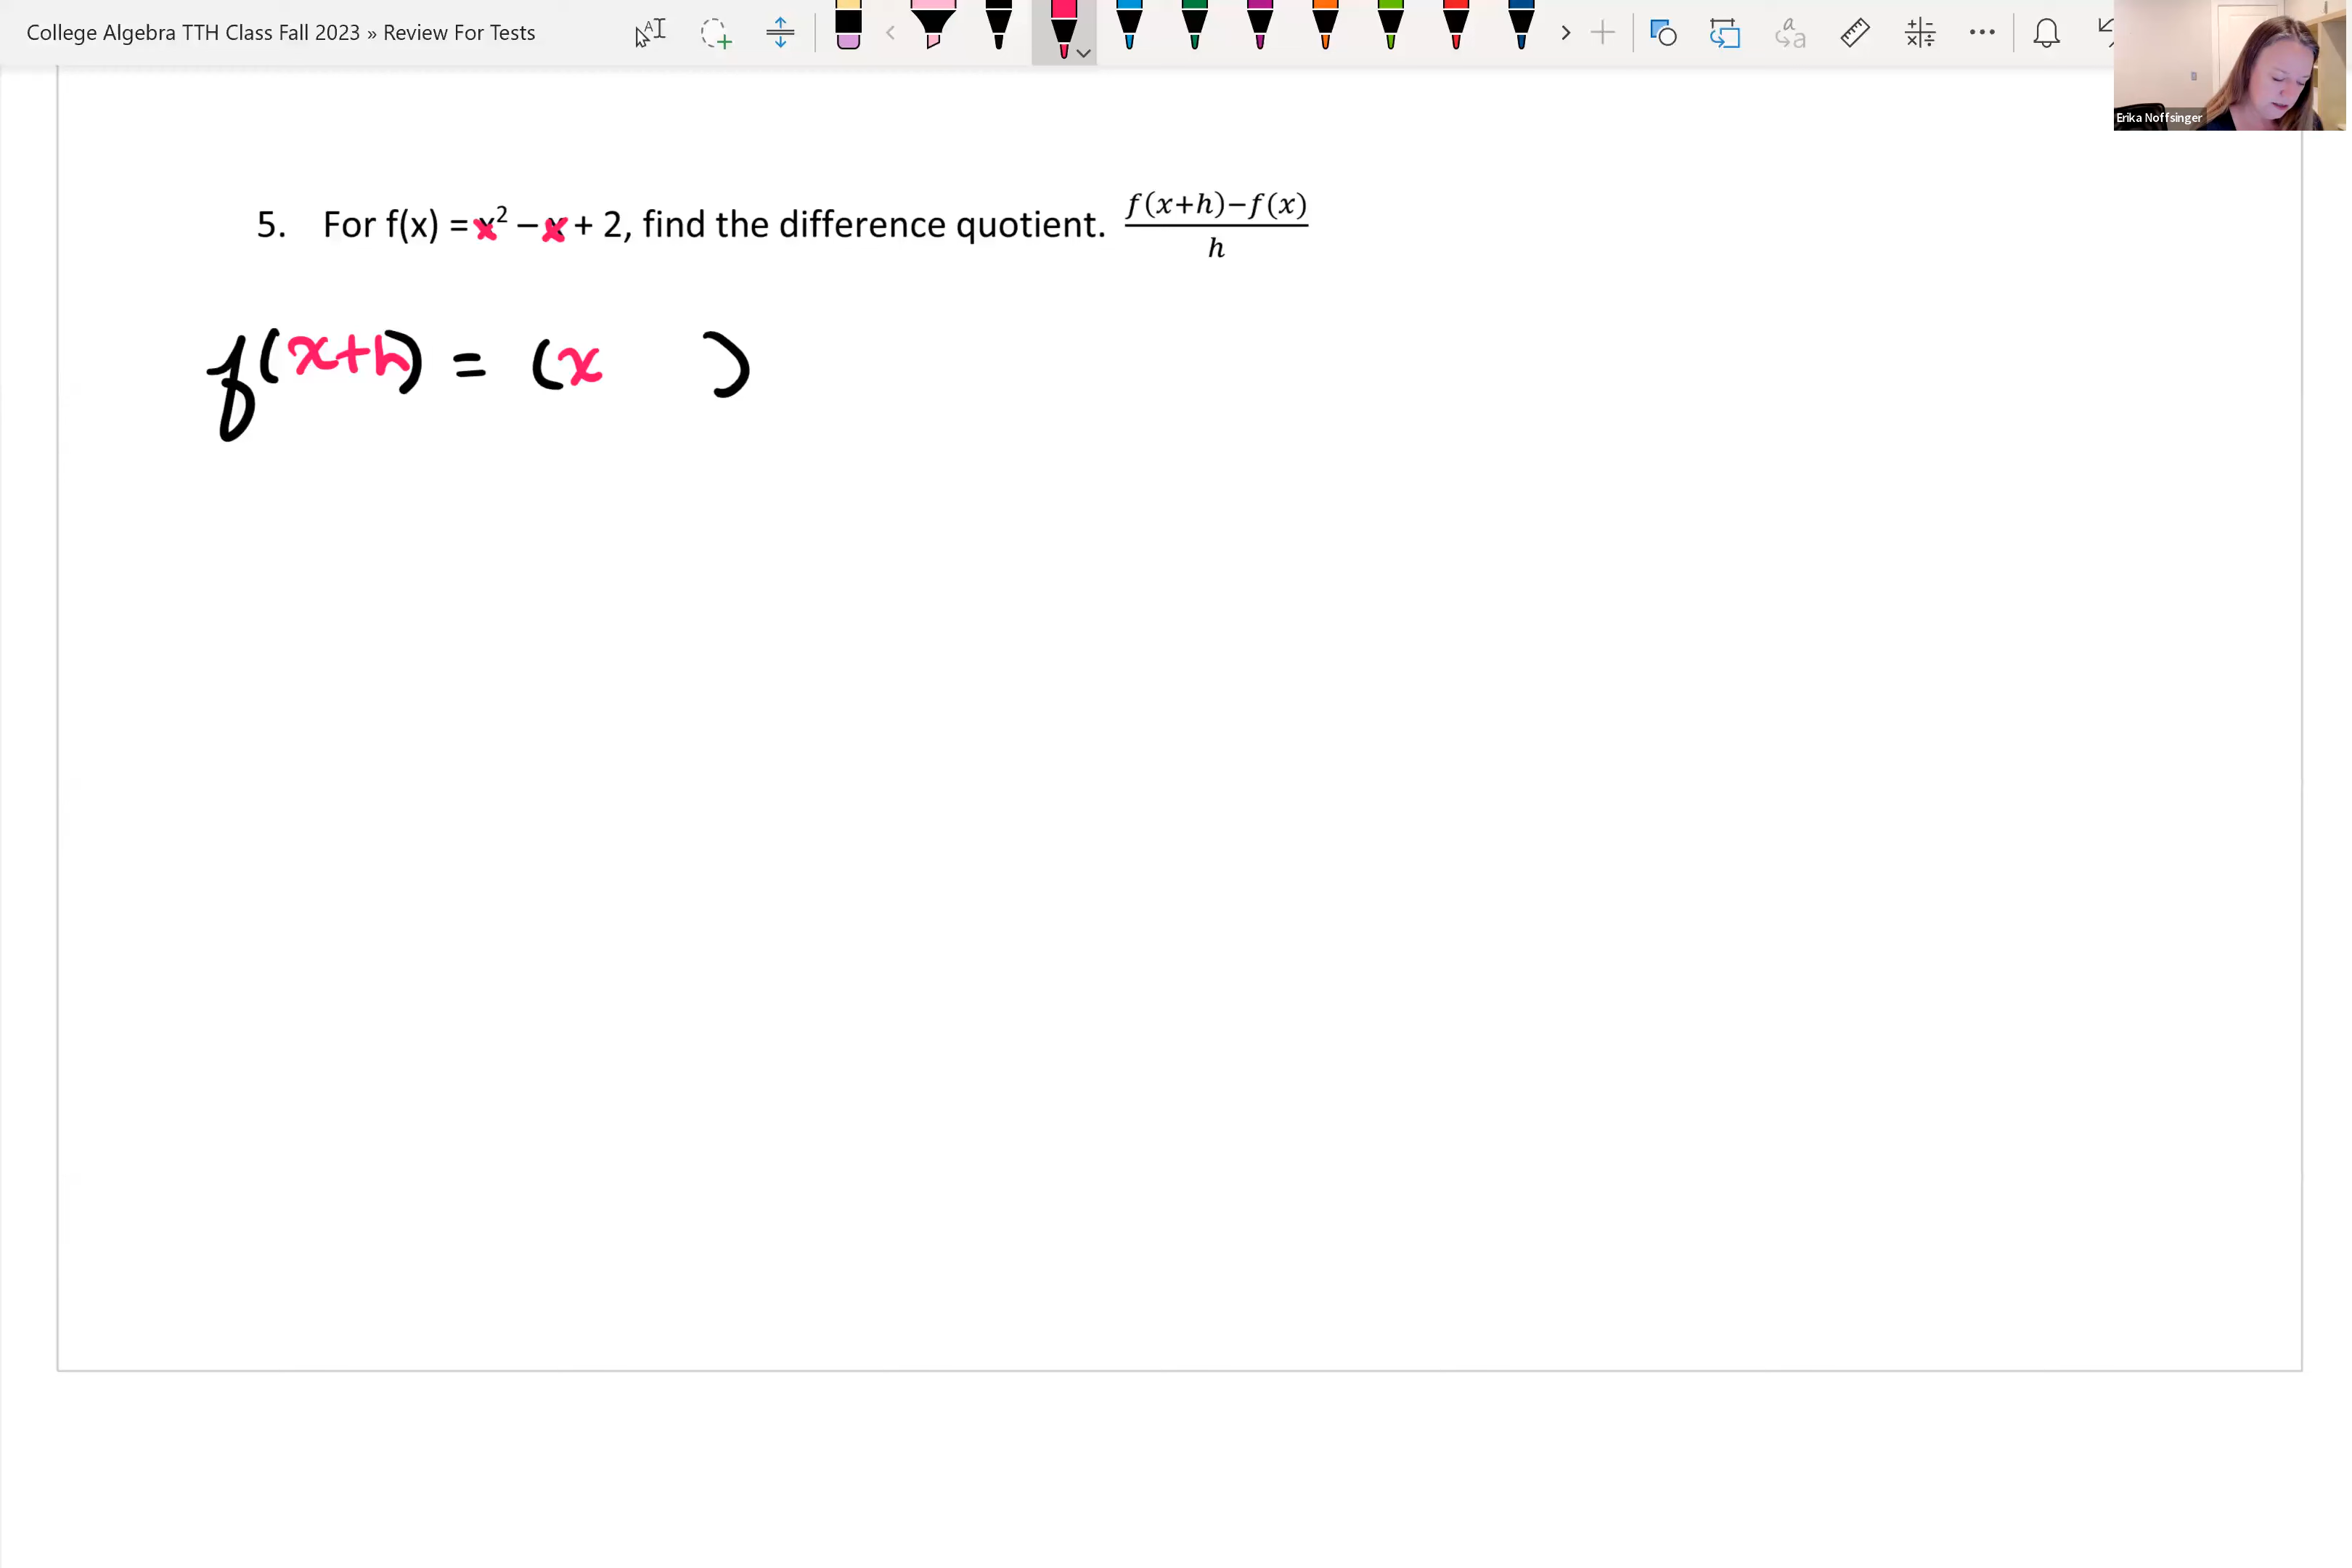 College Algebra TTH Class Fall 2023 » Review For Tests
Erika Noffsinger
5. For f(x) = x² − x + 2, find the difference quotient. \frac{f(x+h)−f(x)}{h}
f(x+h) = (x )